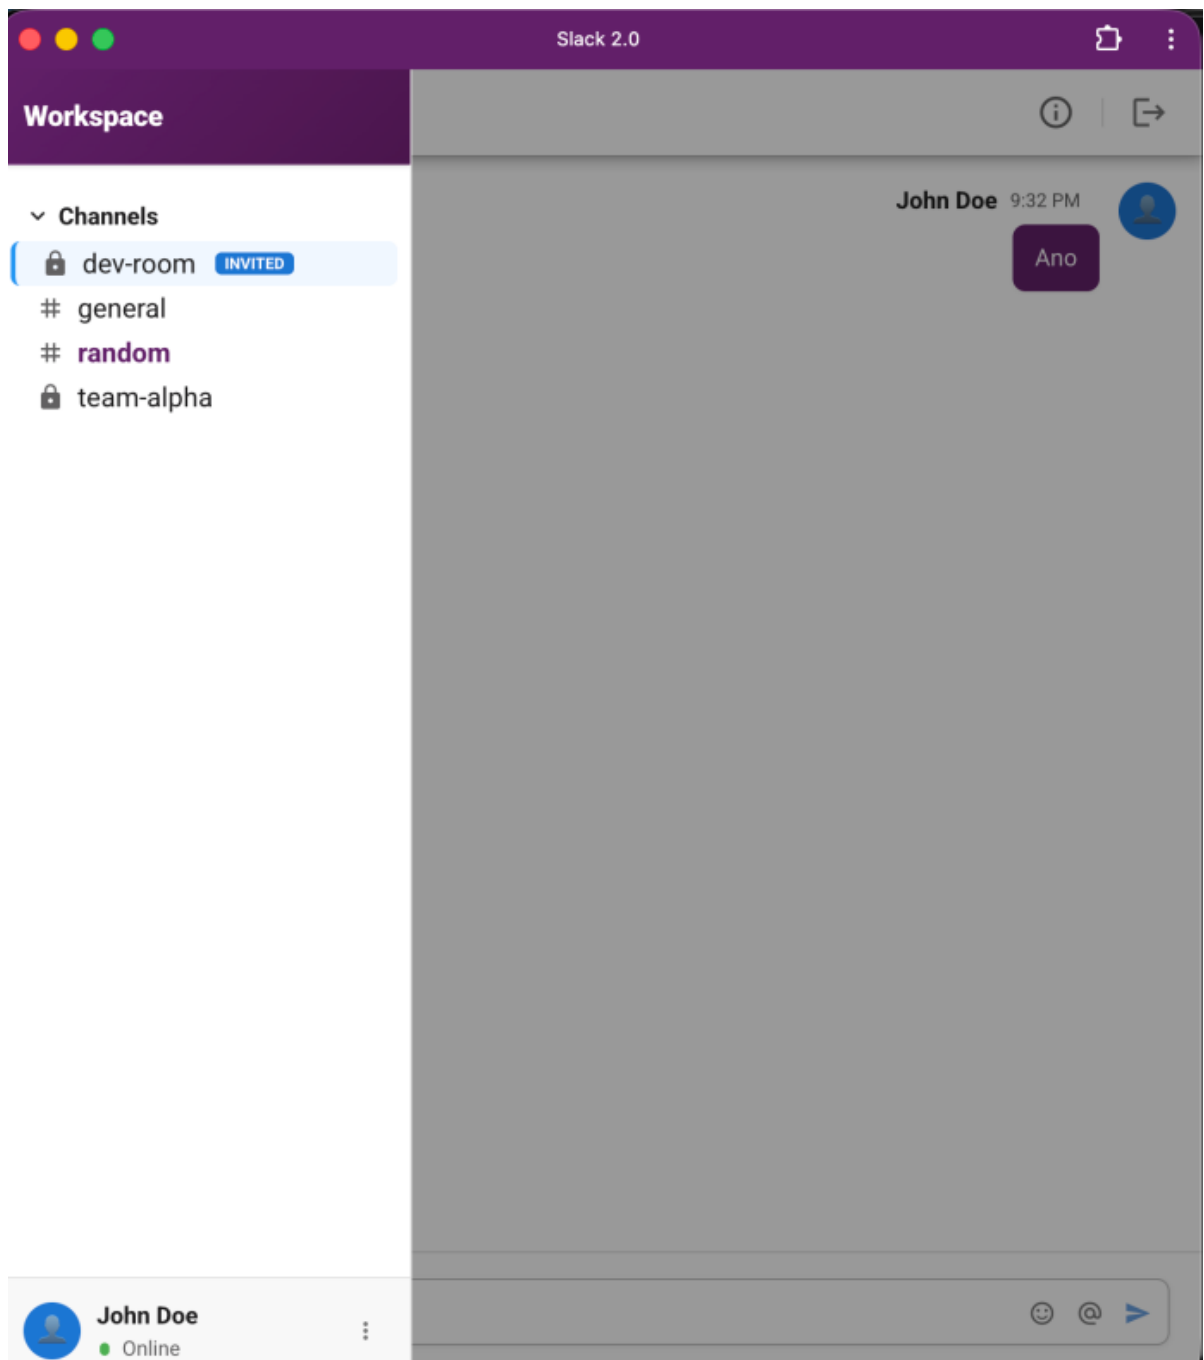 Slack 2.0
Workspace
Channels
dev-room INVITED
general
random
team-alpha
John Doe 9:32 PM
Ano
John Doe
Online